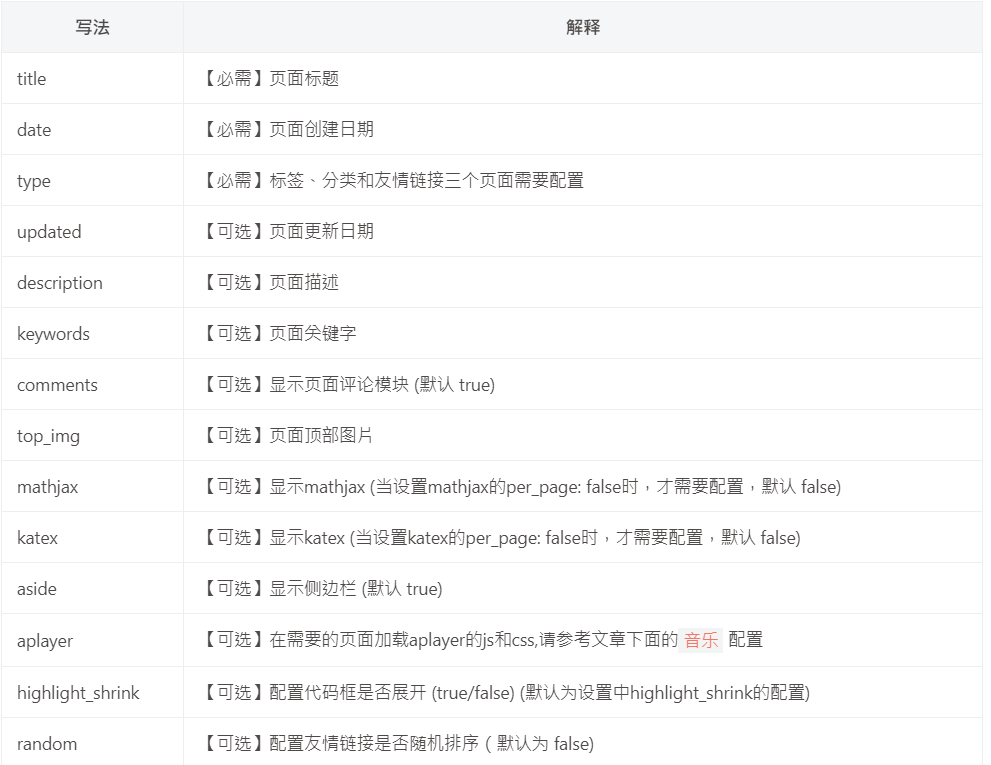 写法 解释
title 【必需】页面标题
date 【必需】页面创建日期
type 【必需】标签、分类和友情链接三个页面需要配置
updated 【可选】页面更新日期
description 【可选】页面描述
keywords 【可选】页面关键字
comments 【可选】显示页面评论模块 (默认 true)
top_img 【可选】页面顶部图片
mathjax 【可选】显示mathjax (当设置mathjax的per_page: false时，才需要配置，默认 false)
katex 【可选】显示katex (当设置katex的per_page: false时，才需要配置，默认 false)
aside 【可选】显示侧边栏 (默认 true)
aplayer 【可选】在需要的页面加载aplayer的js和css,请参考文章下面的 音乐 配置
highlight_shrink 【可选】配置代码框是否展开 (true/false) (默认为设置中highlight_shrink的配置)
random 【可选】配置友情链接是否随机排序（默认为 false)